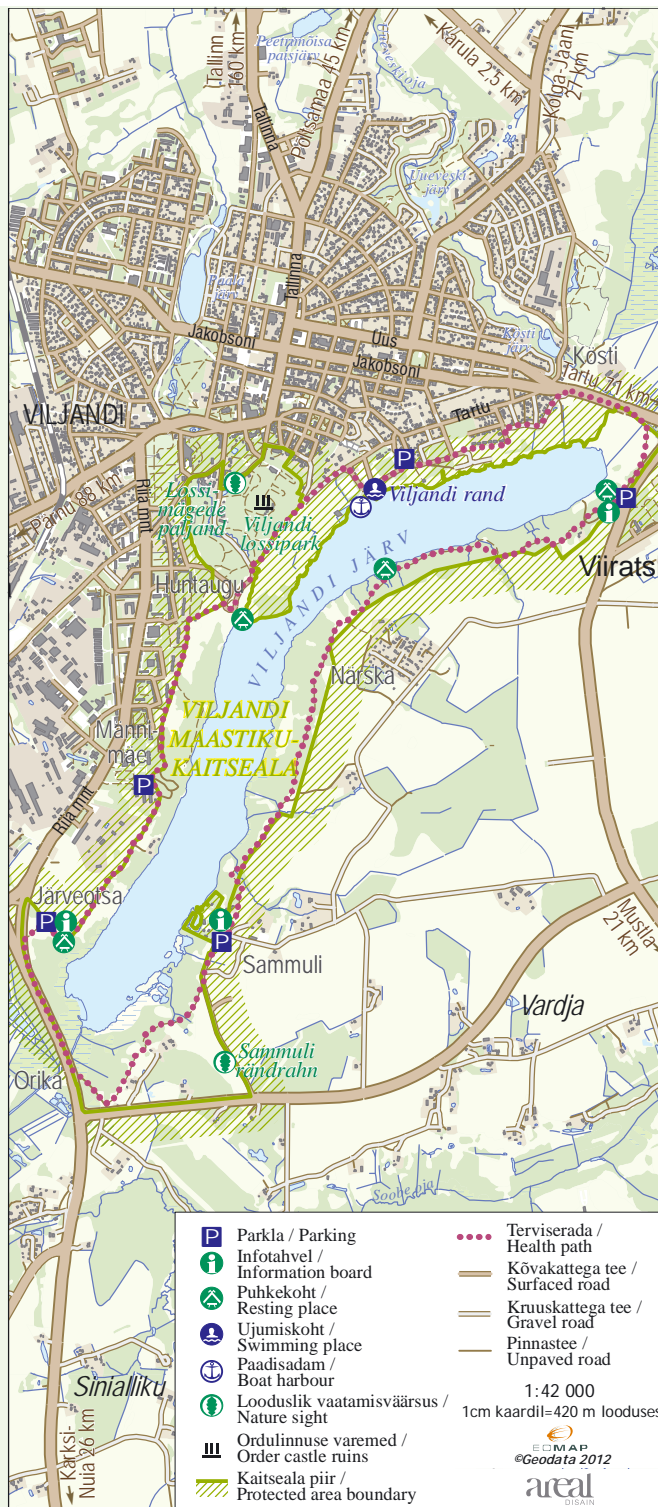 Tallinn
160 km
Peetrimõisa
paisjärv
Põltsamaa 45 km
Uueveski oja
Karula 2,5 km
Kolga-Jaani
27 km
Tallinna
Uueveski
järv
Paala
järv
Tallinna
Jakobsoni
Uus
Jakobsoni
Kösti
järv
Kösti
Tartu 71 km
Tartu
VILJANDI
Pärnu 88 km
Riia mnt
Lossi-
mägede
paljand
Viljandi
lossipark
Viljandi rand
Huntaugu
VILJANDI JÄRV
Viirats
Närska
VILJANDI
MAASTIKU-
KAITSEALA
Männi-
mäe
Riia mnt
Järveotsa
Sammuli
Mustla
21 km
Vardja
Sammuli
rändrahn
Orika
Soobe oja
Sinialliku
Karksi-
Nuia 26 km
P Parkla / Parking
i Infotahvel /
Information board
Puhkekoht /
Resting place
Ujumiskoht /
Swimming place
Paadisadam /
Boat harbour
Looduslik vaatamisväärsus /
Nature sight
Ordulinnuse varemed /
Order castle ruins
Kaitseala piir /
Protected area boundary
Terviserada /
Health path
Kõvakattega tee /
Surfaced road
Kruuskattega tee /
Gravel road
Pinnastee /
Unpaved road
1:42 000
1cm kaardil=420 m looduses
EOMAP
©Geodata 2012
areal
DISAIN